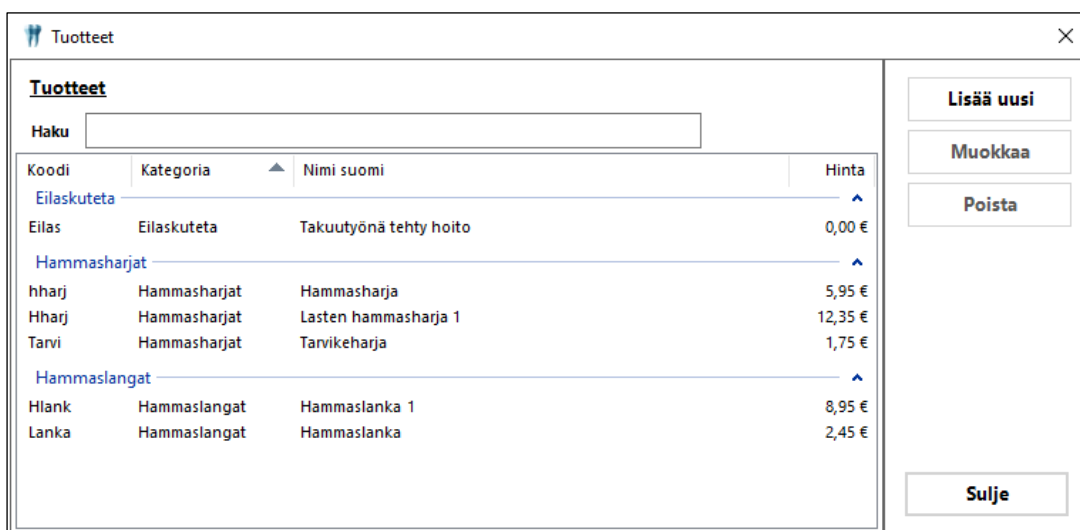 Tuotteet
Tuotteet
Haku
Koodi Kategoria Nimi suomi Hinta
Eilaskuteta
Eilas Eilaskuteta Takuutyönä tehty hoito 0,00 €
Hammasharjat
hharj Hammasharjat Hammasharja 5,95 €
Hharj Hammasharjat Lasten hammasharja 1 12,35 €
Tarvi Hammasharjat Tarvikeharja 1,75 €
Hammaslangat
Hlank Hammaslangat Hammaslanka 1 8,95 €
Lanka Hammaslangat Hammaslanka 2,45 €
Lisää uusi
Muokkaa
Poista
Sulje